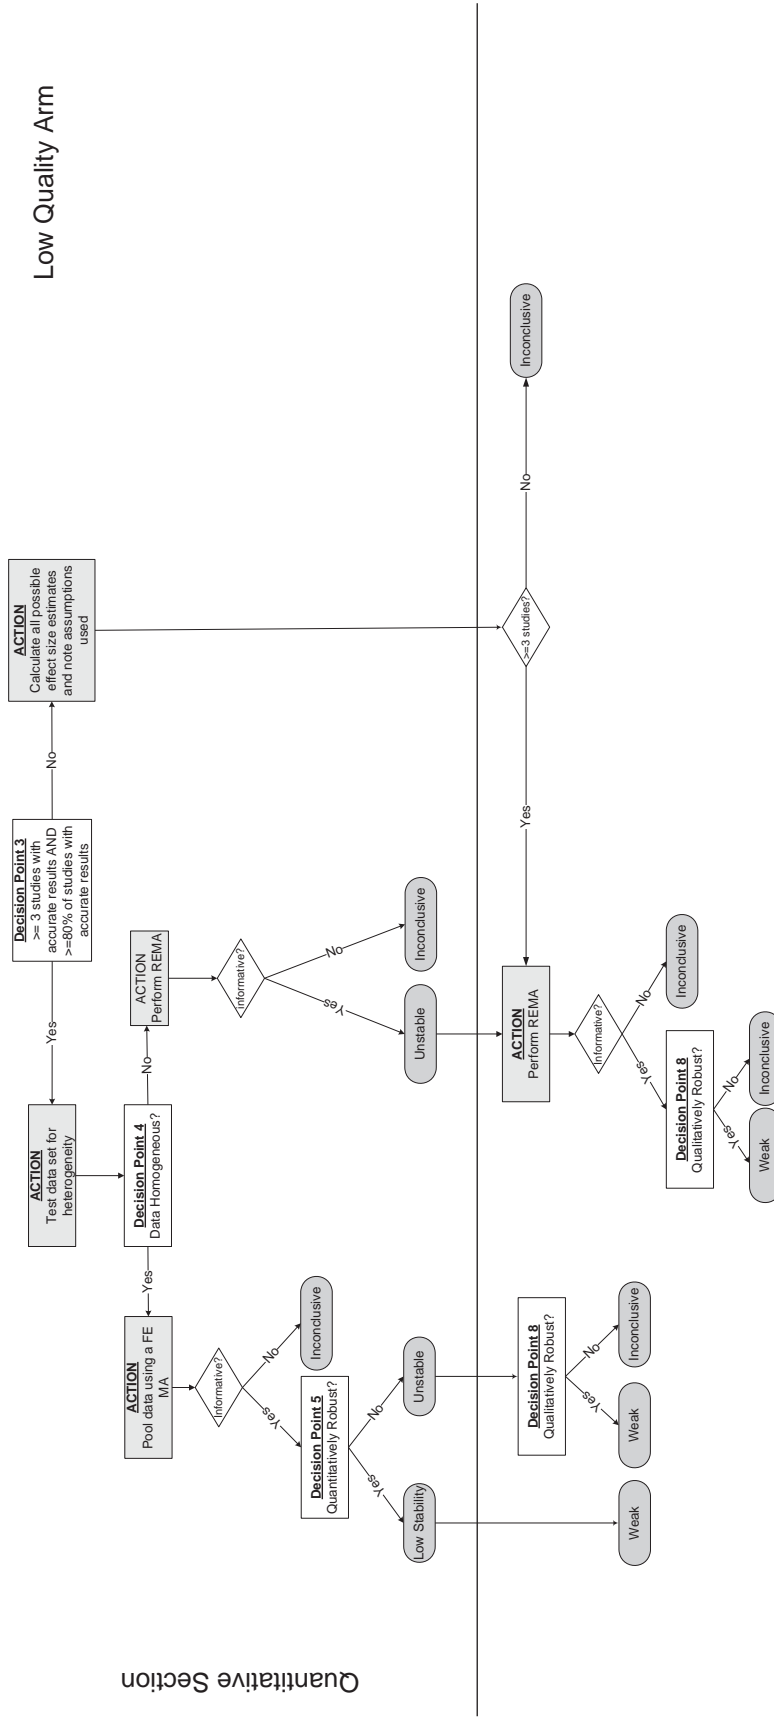 Low Quality Arm
Decision Point 3
>= 3 studies with
accurate results AND
>=80% of studies with
accurate results
Yes
No
ACTION
Test data set for
heterogeneity
ACTION
Calculate all possible
effect size estimates
and note assumptions
used
Decision Point 4
Data Homogeneous?
Yes
No
ACTION
Pool data using a FE
MA
ACTION
Perform REMA
Informative?
Yes
No
Informative?
Yes
No
Inconclusive
Decision Point 5
Quantitatively Robust?
Yes
No
Low Stability
Unstable
Unstable
Inconclusive
Quantitative Section
>=3 studies?
Yes
No
Inconclusive
ACTION
Perform REMA
Decision Point 8
Qualitatively Robust?
Yes
No
Informative?
Yes
No
Weak
Weak
Inconclusive
Inconclusive
Decision Point 8
Qualitatively Robust?
Yes
No
Weak
Inconclusive